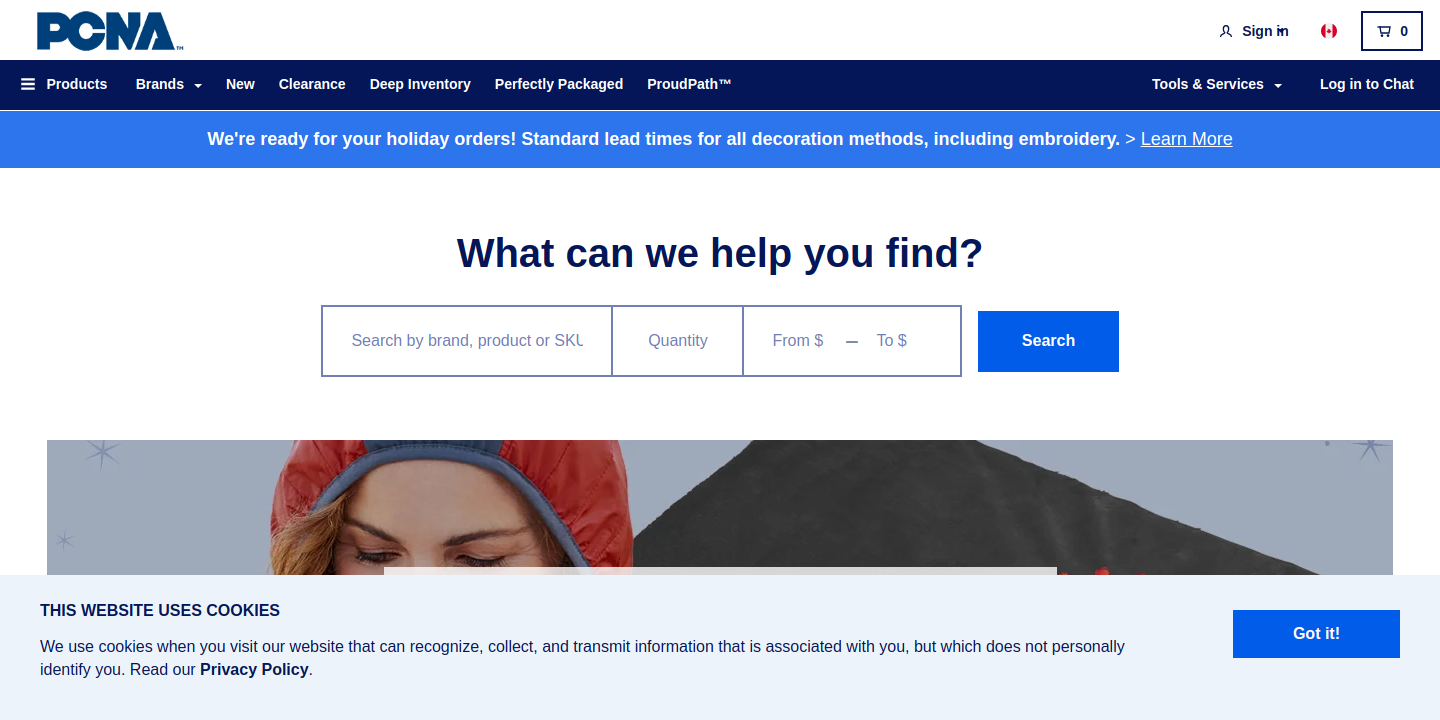 PCNA™
Sign in
0
Products Brands New Clearance Deep Inventory Perfectly Packaged ProudPath™ Tools & Services Log in to Chat
We're ready for your holiday orders! Standard lead times for all decoration methods, including embroidery. > Learn More
What can we help you find?
Search by brand, product or SKU Quantity From $ – To $ Search
THIS WEBSITE USES COOKIES
We use cookies when you visit our website that can recognize, collect, and transmit information that is associated with you, but which does not personally
identify you. Read our Privacy Policy.
Got it!